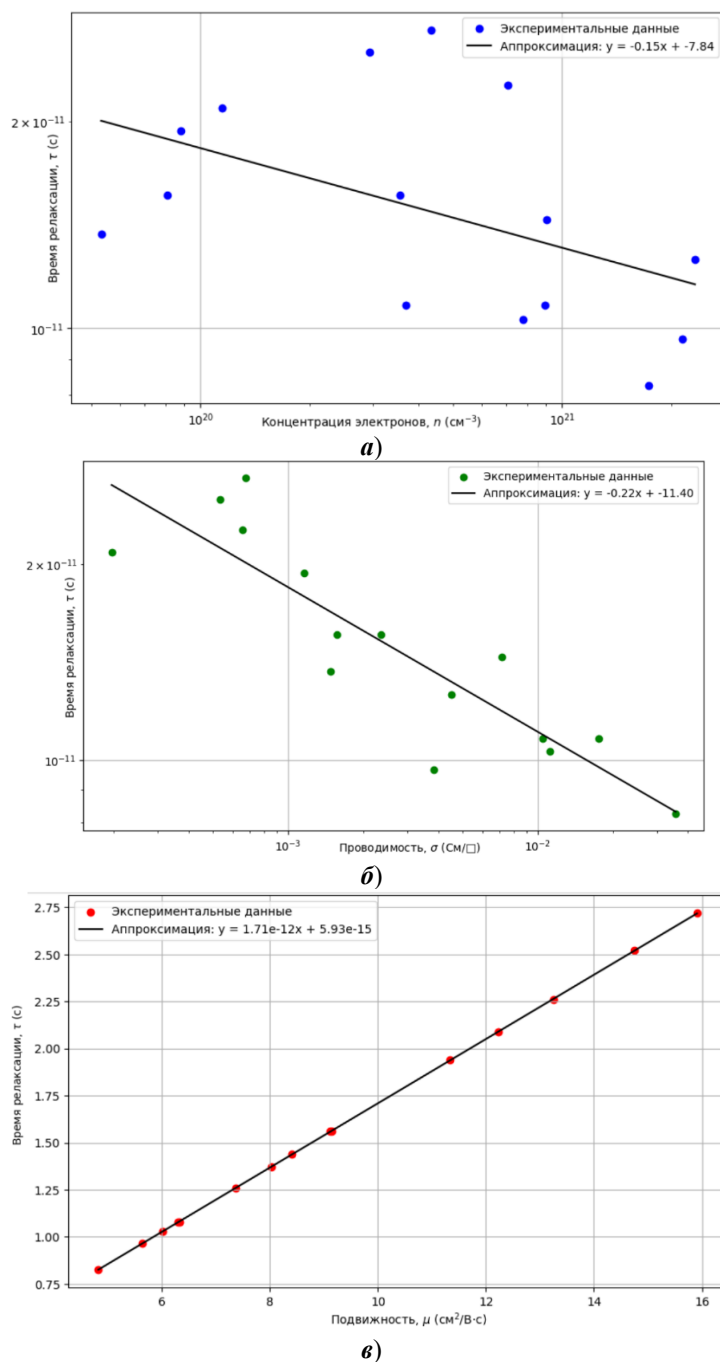 Экспериментальные данные
Аппроксимация: y = -0.15x + -7.84
Время релаксации, τ (с)
2 × 10⁻¹¹
10⁻¹¹
10²⁰
10²¹
Концентрация электронов, n (см⁻³)
а)
Экспериментальные данные
Аппроксимация: y = -0.22x + -11.40
Время релаксации, τ (с)
2 × 10⁻¹¹
10⁻¹¹
10⁻³
10⁻²
Проводимость, σ (См/□)
б)
Экспериментальные данные
Аппроксимация: y = 1.71e-12x + 5.93e-15
Время релаксации, τ (с)
2.75
2.50
2.25
2.00
1.75
1.50
1.25
1.00
0.75
6 8 10 12 14 16
Подвижность, μ (см²/В·с)
в)